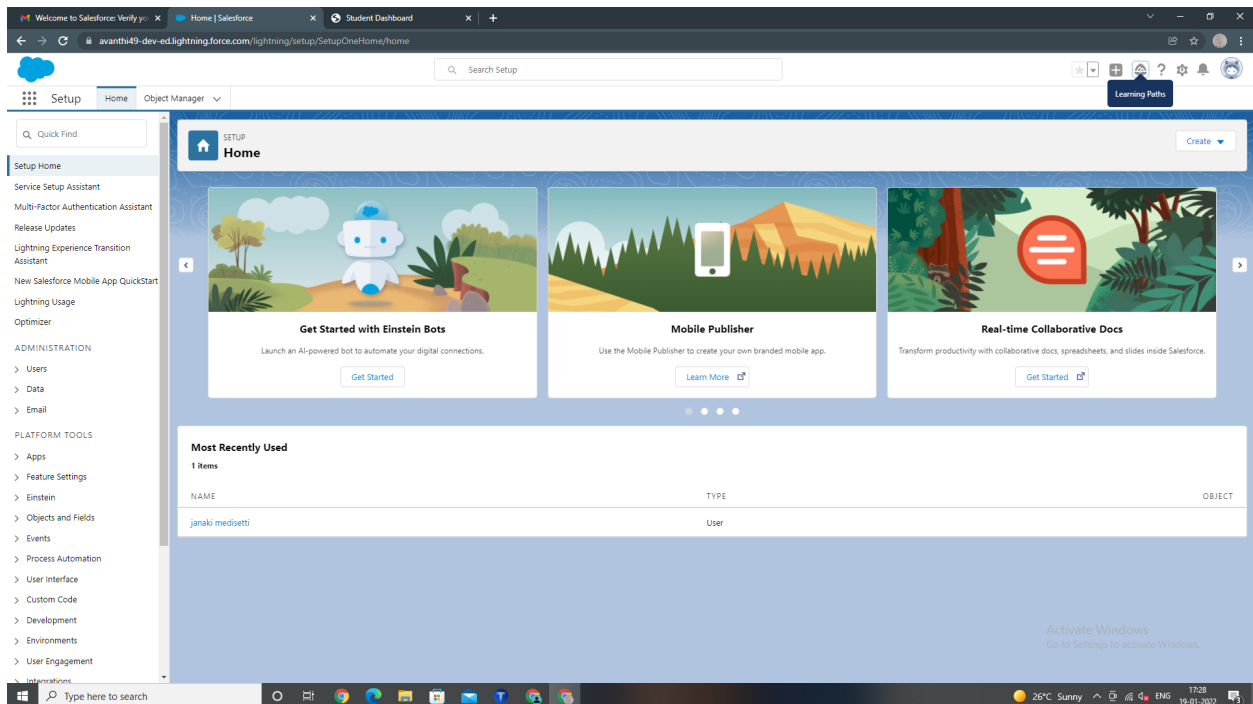 Welcome to Salesforce: Verify yo
Home | Salesforce
Student Dashboard
avanthi49-dev-ed.lightning.force.com/lightning/setup/SetupOneHome/home
Search Setup
Setup
Home
Object Manager
Learning Paths
Quick Find
Setup Home
Service Setup Assistant
Multi-Factor Authentication Assistant
Release Updates
Lightning Experience Transition
Assistant
New Salesforce Mobile App QuickStart
Lightning Usage
Optimizer
ADMINISTRATION
Users
Data
Email
PLATFORM TOOLS
Apps
Feature Settings
Einstein
Objects and Fields
Events
Process Automation
User Interface
Custom Code
Development
Environments
User Engagement
Integrations
SETUP
Home
Create
Get Started with Einstein Bots
Launch an AI-powered bot to automate your digital connections.
Get Started
Mobile Publisher
Use the Mobile Publisher to create your own branded mobile app.
Learn More
Real-time Collaborative Docs
Transform productivity with collaborative docs, spreadsheets, and slides inside Salesforce.
Get Started
Most Recently Used
1 items
NAME TYPE OBJECT
janaki medisetti User
Activate Windows
Go to Settings to activate Windows.
Type here to search
26°C Sunny
ENG
17:28
19-01-2022
3